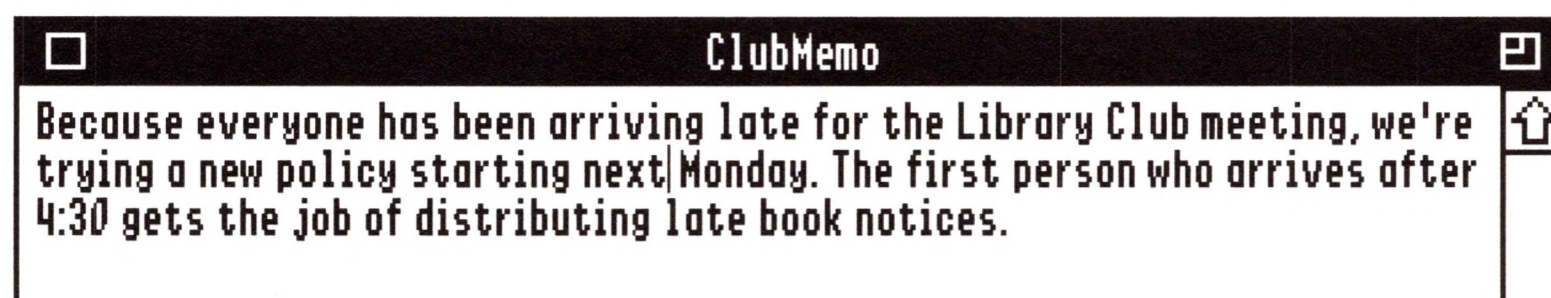 ClubMemo
Because everyone has been arriving late for the Library Club meeting, we're
trying a new policy starting next Monday. The first person who arrives after
4:30 gets the job of distributing late book notices.